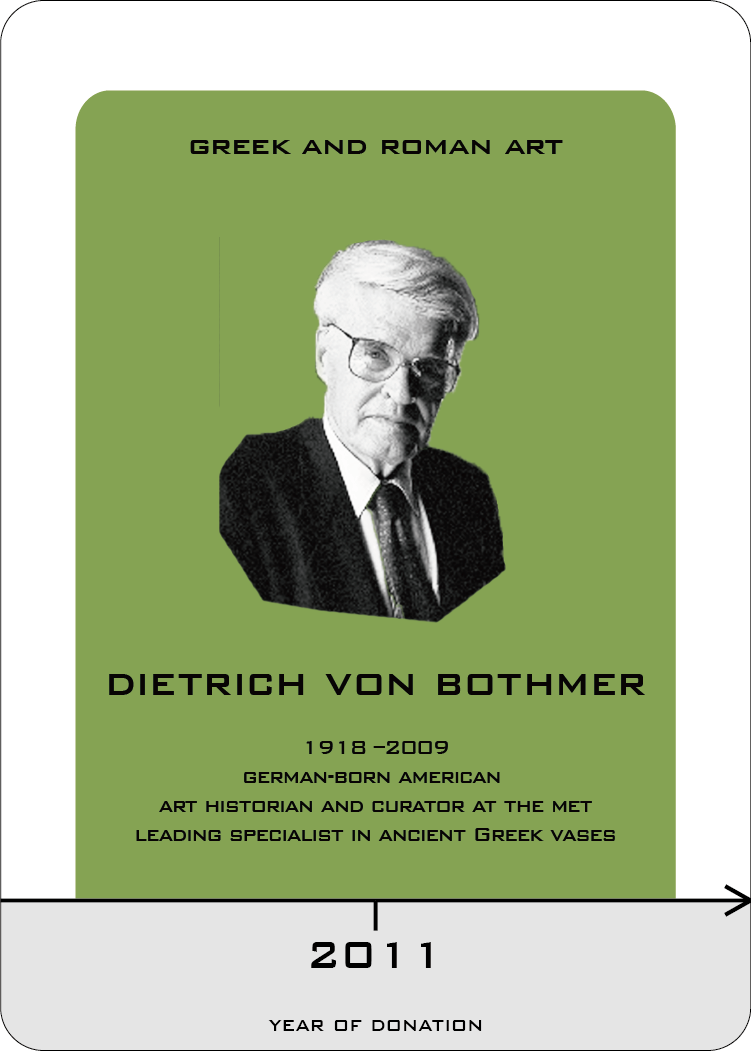 GREEK AND ROMAN ART
DIETRICH VON BOTHMER
1918 –2009
GERMAN-BORN AMERICAN
ART HISTORIAN AND CURATOR AT THE MET
LEADING SPECIALIST IN ANCIENT GREEK VASES
2011
YEAR OF DONATION